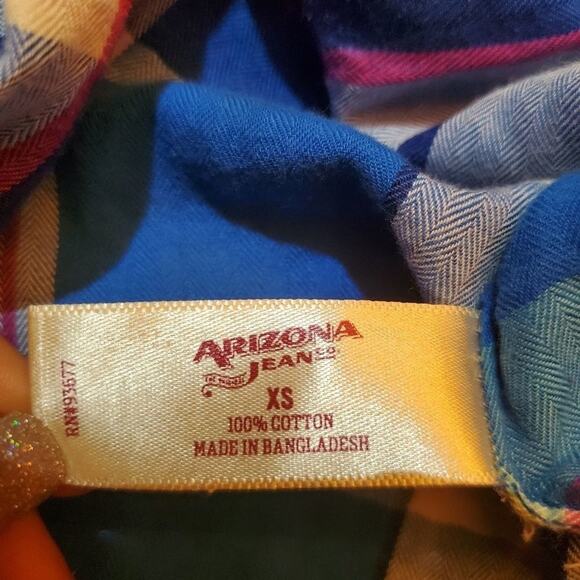 ARIZONA
JEAN CO.
XS
100% COTTON
MADE IN BANGLADESH
RN#93677